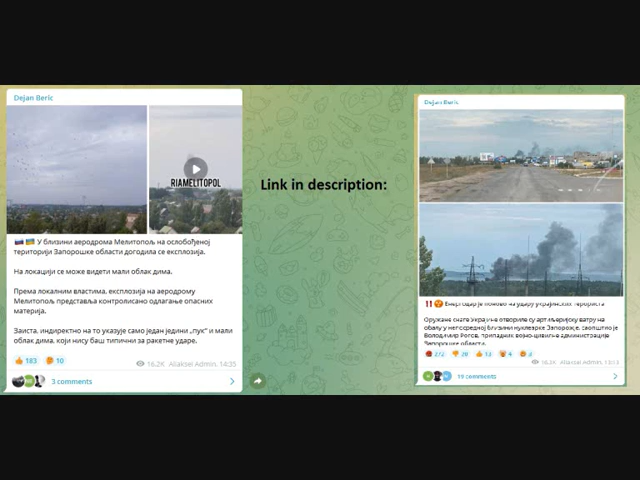 Dejan Beric
RIAMELITOPOL
У близини аеродрома Мелитопољ на ослобођеној
територији Запорошке области догодила се експлозија.
На локацији се може видети мали облак дима.
Према локалним властима, експлозија на аеродрому
Мелитопољ представља контролисано одлагање опасних
материја.
Заиста, индиректно на то указује само један једини „пук“ и мали
облак дима, који нису баш типични за ракетне ударе.
183 10
16.2K Aliaksei Admin, 14:35
3 comments
Link in description:
Dejan Beric
Енергодар је поново на удару украјинских терориста
Оружане снаге Украјине отвориле су артиљеријску ватру на
обалу у непосредној близини нуклеарке Запорожје, саопштио је
Володимир Рогов, припадник војно-цивилне администрације
Запорошке области.
16.3K Aliaksei Admin,
19 comments